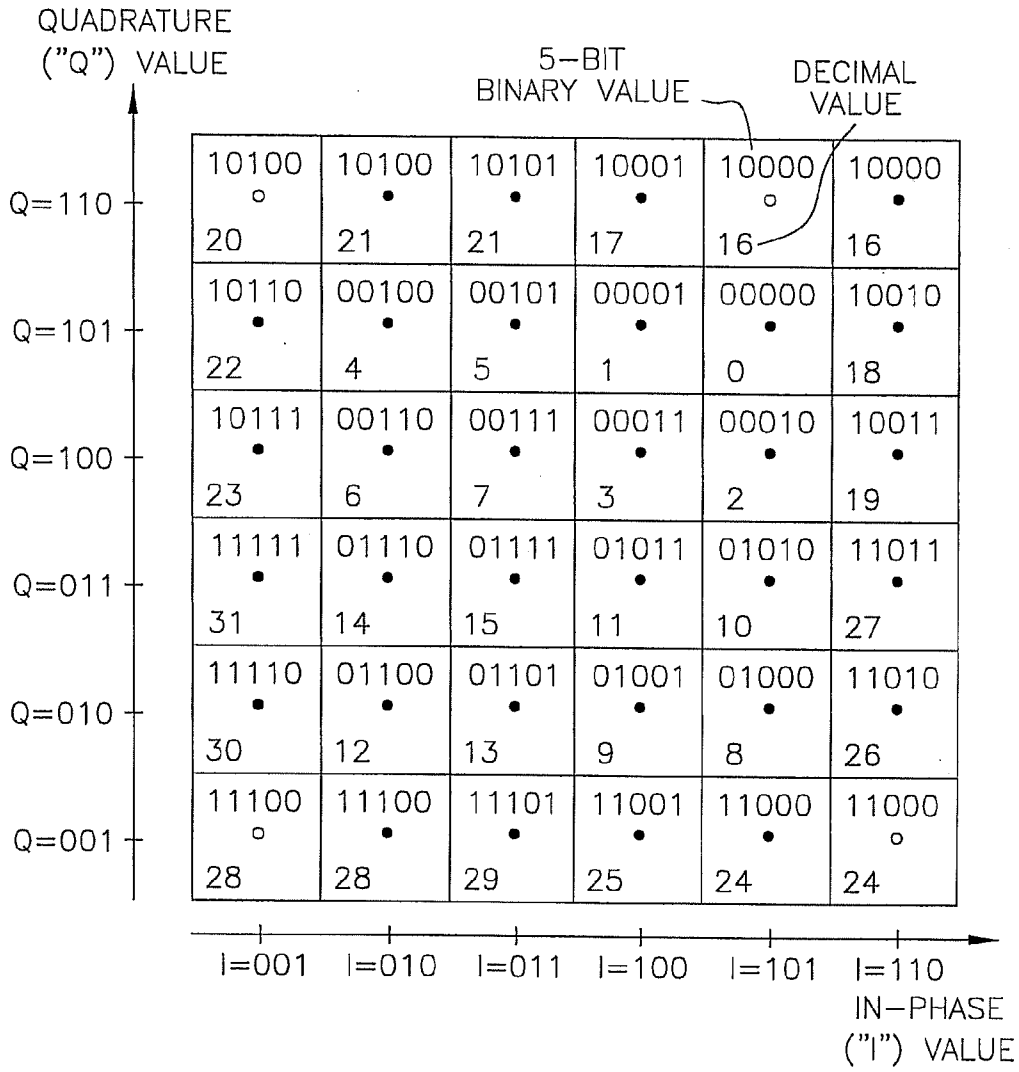 QUADRATURE
("Q") VALUE
5-BIT
BINARY VALUE
DECIMAL
VALUE
Q=110
10100 10100 10101 10001 10000 10000
20 21 21 17 16 16
Q=101
10110 00100 00101 00001 00000 10010
22 4 5 1 0 18
Q=100
10111 00110 00111 00011 00010 10011
23 6 7 3 2 19
Q=011
11111 01110 01111 01011 01010 11011
31 14 15 11 10 27
Q=010
11110 01100 01101 01001 01000 11010
30 12 13 9 8 26
Q=001
11100 11100 11101 11001 11000 11000
28 28 29 25 24 24
I=001 I=010 I=011 I=100 I=101 I=110
IN-PHASE
("I") VALUE